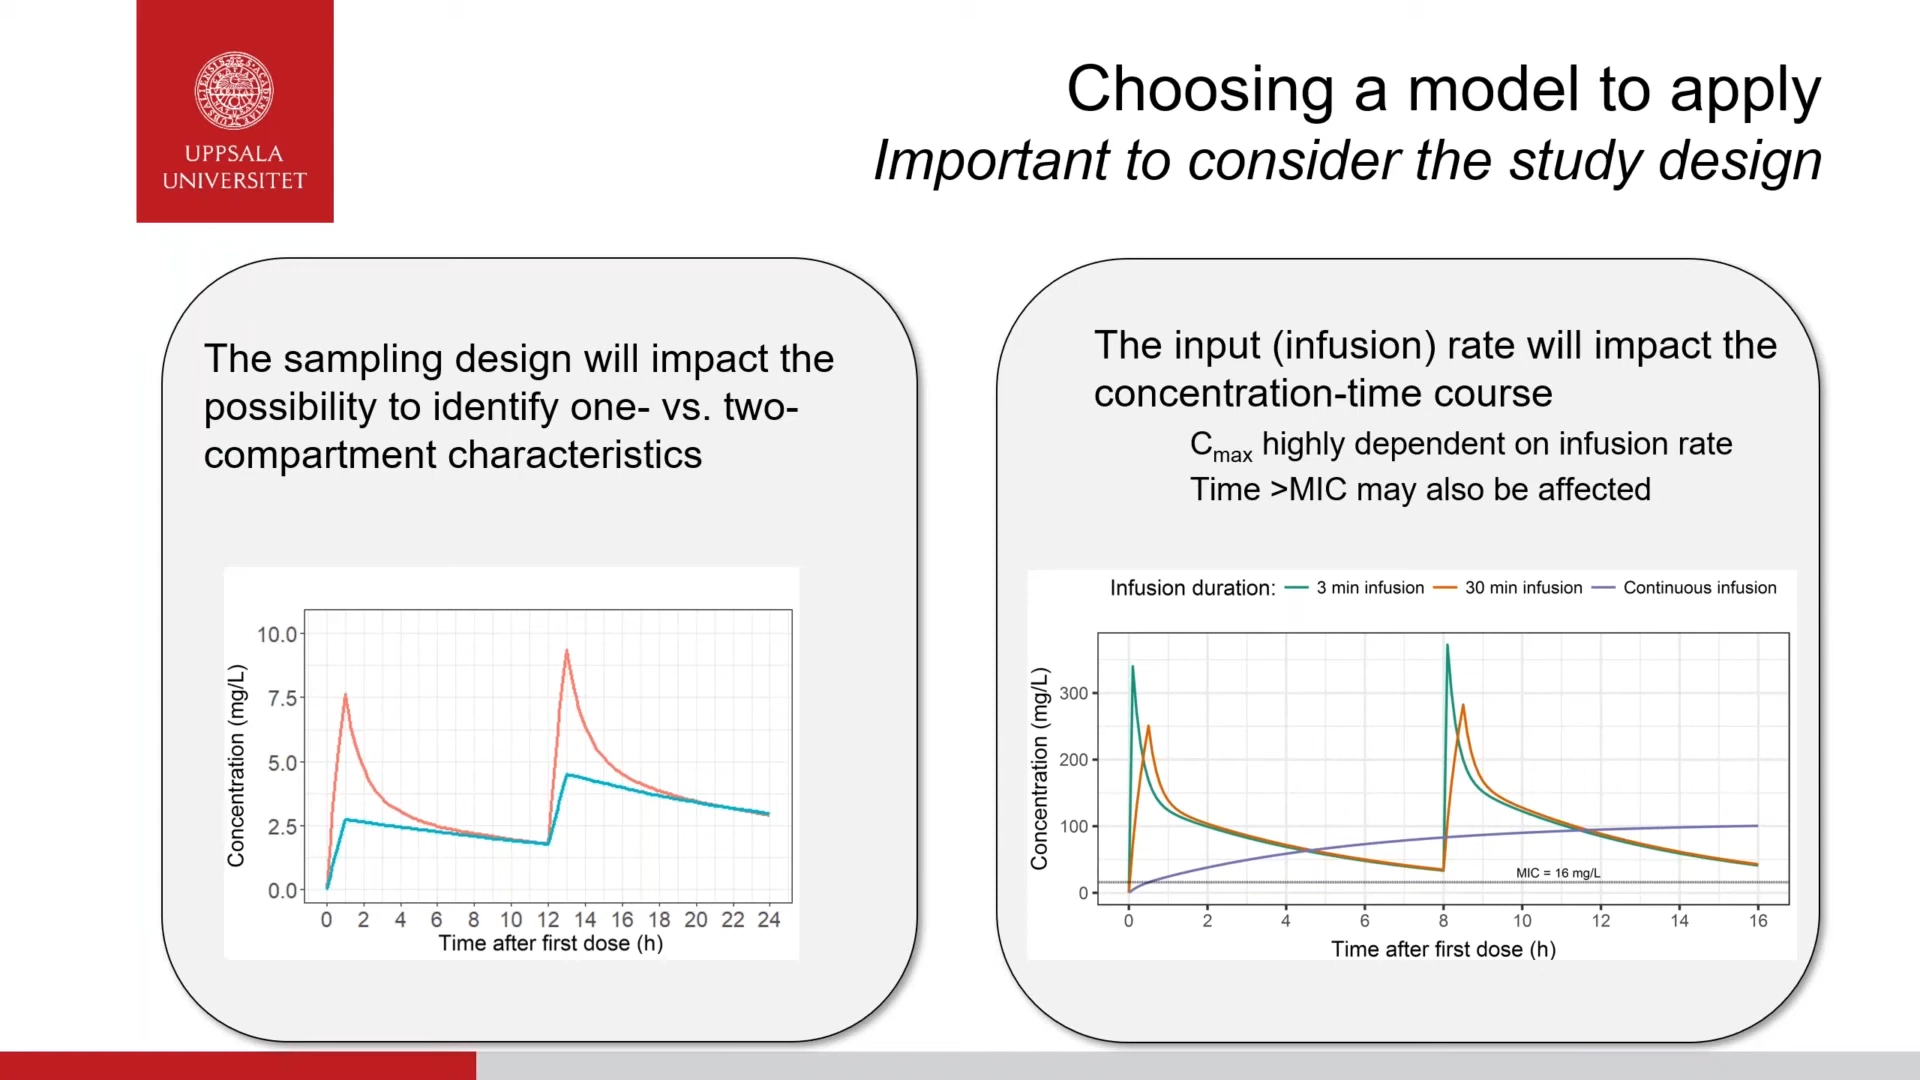 UPPSALA
UNIVERSITET
Choosing a model to apply
Important to consider the study design
The sampling design will impact the
possibility to identify one- vs. two-
compartment characteristics
10.0
7.5
5.0
2.5
0.0
Concentration (mg/L)
0 2 4 6 8 10 12 14 16 18 20 22 24
Time after first dose (h)
The input (infusion) rate will impact the
concentration-time course
Cmax highly dependent on infusion rate
Time >MIC may also be affected
Infusion duration: 3 min infusion 30 min infusion Continuous infusion
300
200
100
0
Concentration (mg/L)
MIC = 16 mg/L
0 2 4 6 8 10 12 14 16
Time after first dose (h)